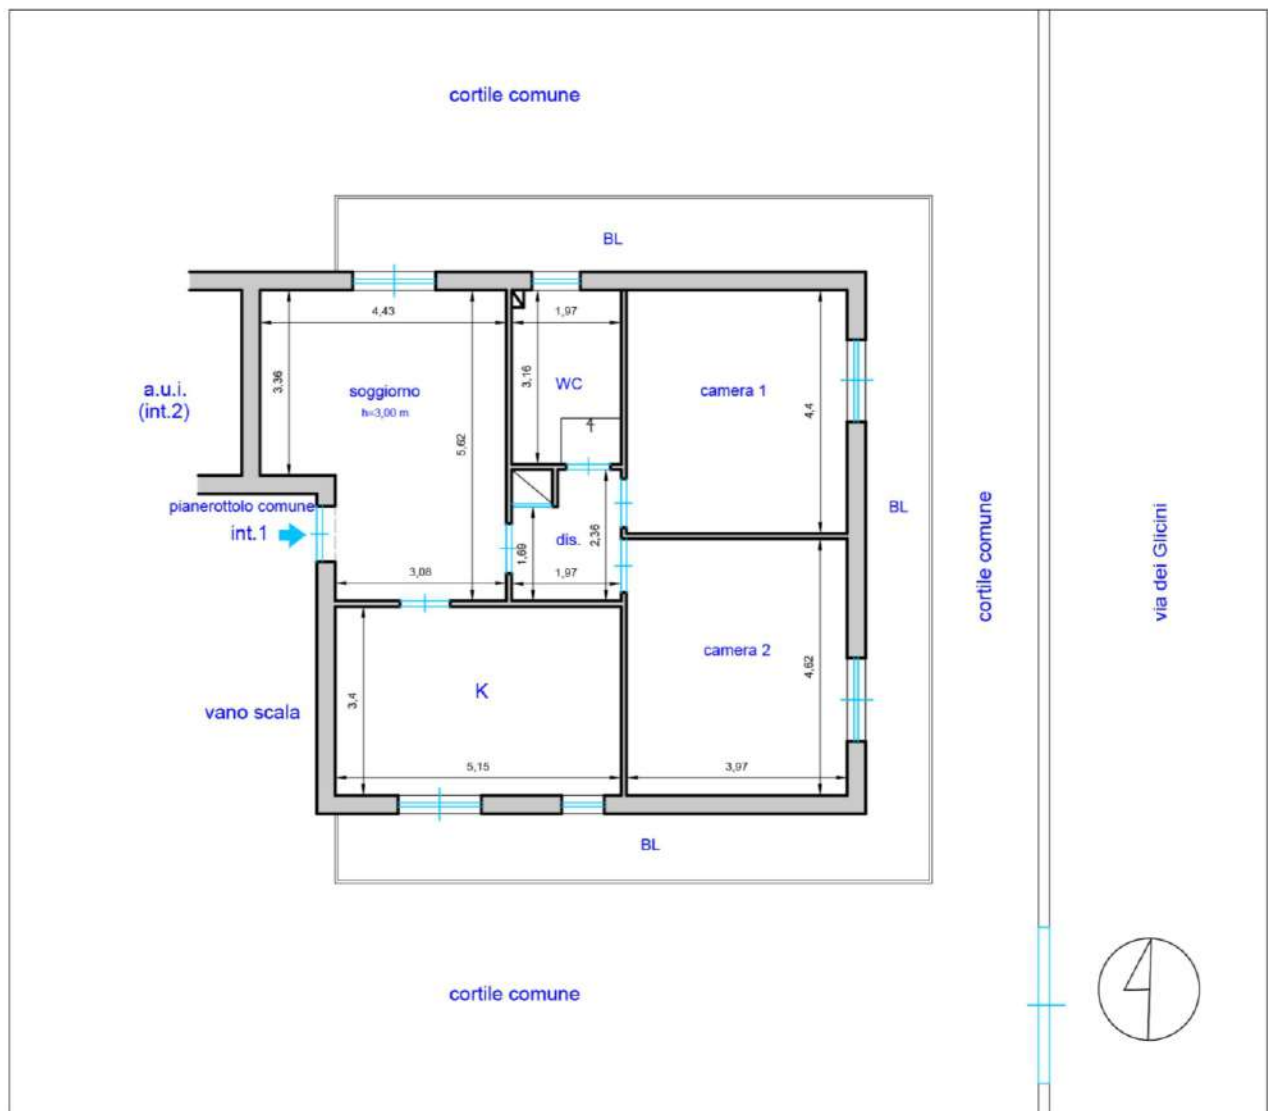 cortile comune
BL
4,43
1,97
3,36
3,16
WC
soggiorno
h=3,00 m
camera 1
4,4
a.u.i.
(int.2)
5,62
pianerottolo comune
int.1
BL
cortile comune
via dei Glicini
dis.
1,69
2,36
1,97
3,08
camera 2
4,62
K
3,4
vano scala
5,15
3,97
BL
cortile comune